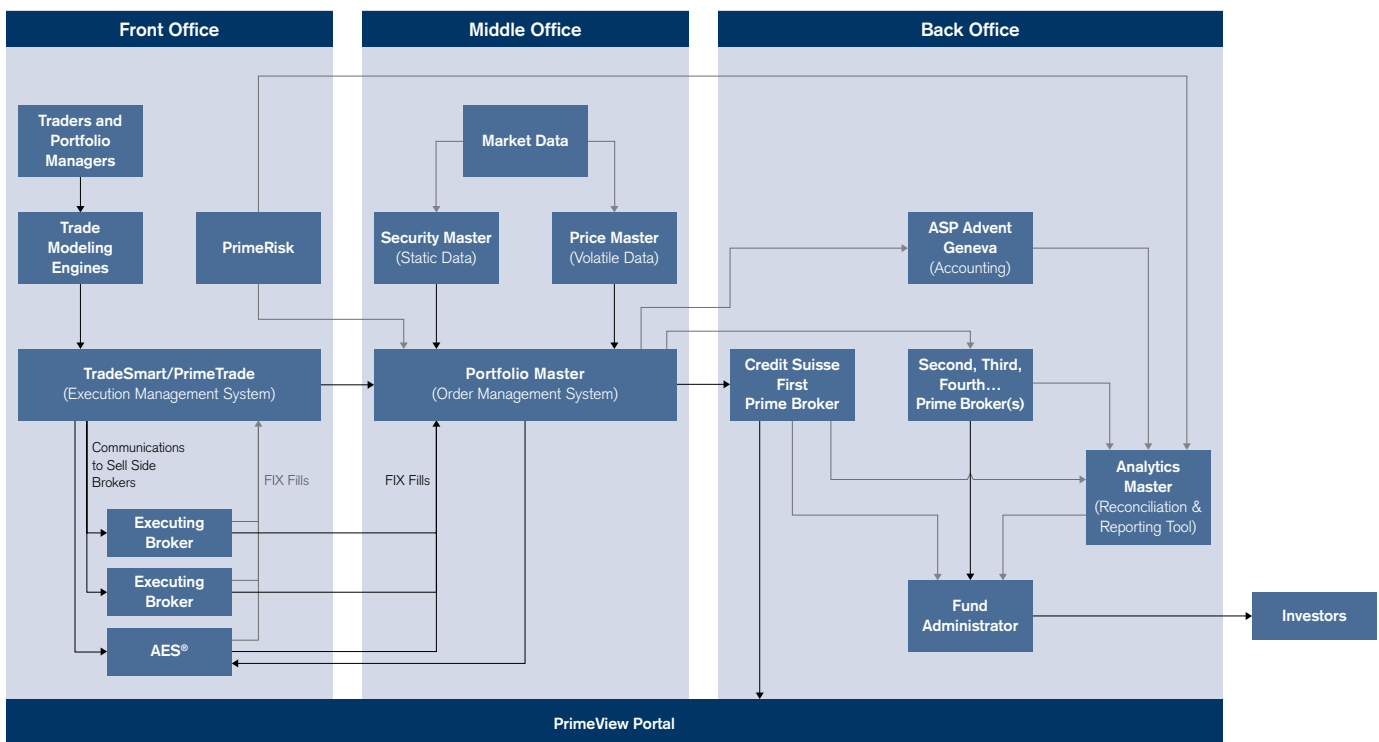 Front Office
Middle Office
Back Office
Traders and
Portfolio
Managers
Market Data
Trade
Modeling
Engines
PrimeRisk
Security Master
(Static Data)
Price Master
(Volatile Data)
ASP Advent
Geneva
(Accounting)
TradeSmart/PrimeTrade
(Execution Management System)
Portfolio Master
(Order Management System)
Credit Suisse
First
Prime Broker
Second, Third,
Fourth...
Prime Broker(s)
Communications
to Sell Side
Brokers
FIX Fills
FIX Fills
Analytics
Master
(Reconciliation &
Reporting Tool)
Executing
Broker
Executing
Broker
AES®
Fund
Administrator
Investors
PrimeView Portal